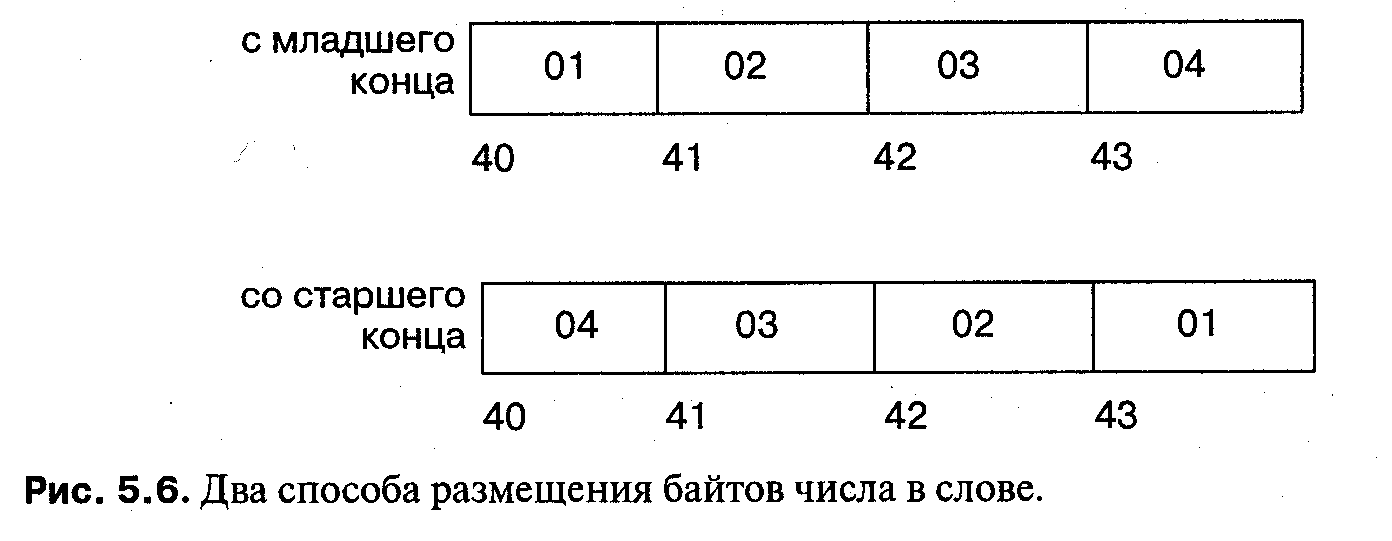 с младшего
конца
01 02 03 04
40 41 42 43
со старшего
конца
04 03 02 01
40 41 42 43
Рис. 5.6. Два способа размещения байтов числа в слове.